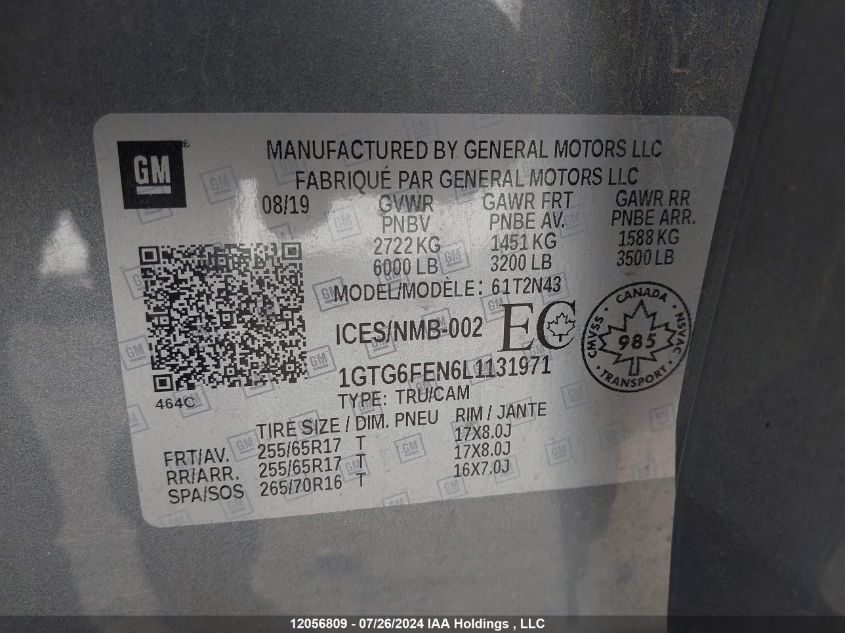 GM
MANUFACTURED BY GENERAL MOTORS LLC
FABRIQUÉ PAR GENERAL MOTORS LLC
08/19 GVWR GAWR FRT GAWR RR
PNBV PNBE AV. PNBE ARR.
2722 KG 1451 KG 1588 KG
6000 LB 3200 LB 3500 LB
MODEL/MODÈLE: 61T2N43
ICES/NMB-002 EC
CANADA
CMVSS 985 NSVAC
TRANSPORT
1GTG6FEN6L1131971
464C
TYPE: TRU/CAM
TIRE SIZE / DIM. PNEU RIM / JANTE
FRT/AV. 255/65R17 T 17X8.0J
RR/ARR. 255/65R17 T 17X8.0J
SPA/SOS 265/70R16 T 16X7.0J
12056809 - 07/26/2024 IAA Holdings , LLC